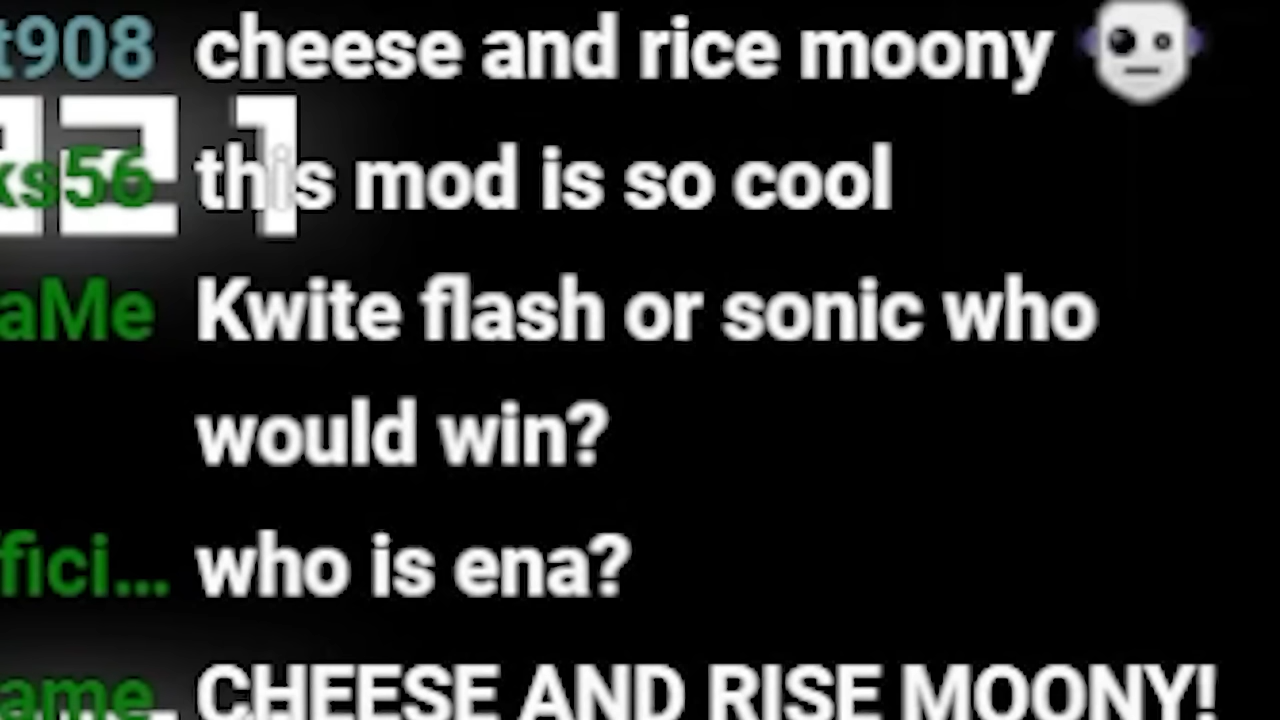 t908 cheese and rice moony
21
ks56 this mod is so cool
aMe Kwite flash or sonic who
would win?
fici... who is ena?
ame CHEESE AND RISE MOONY!